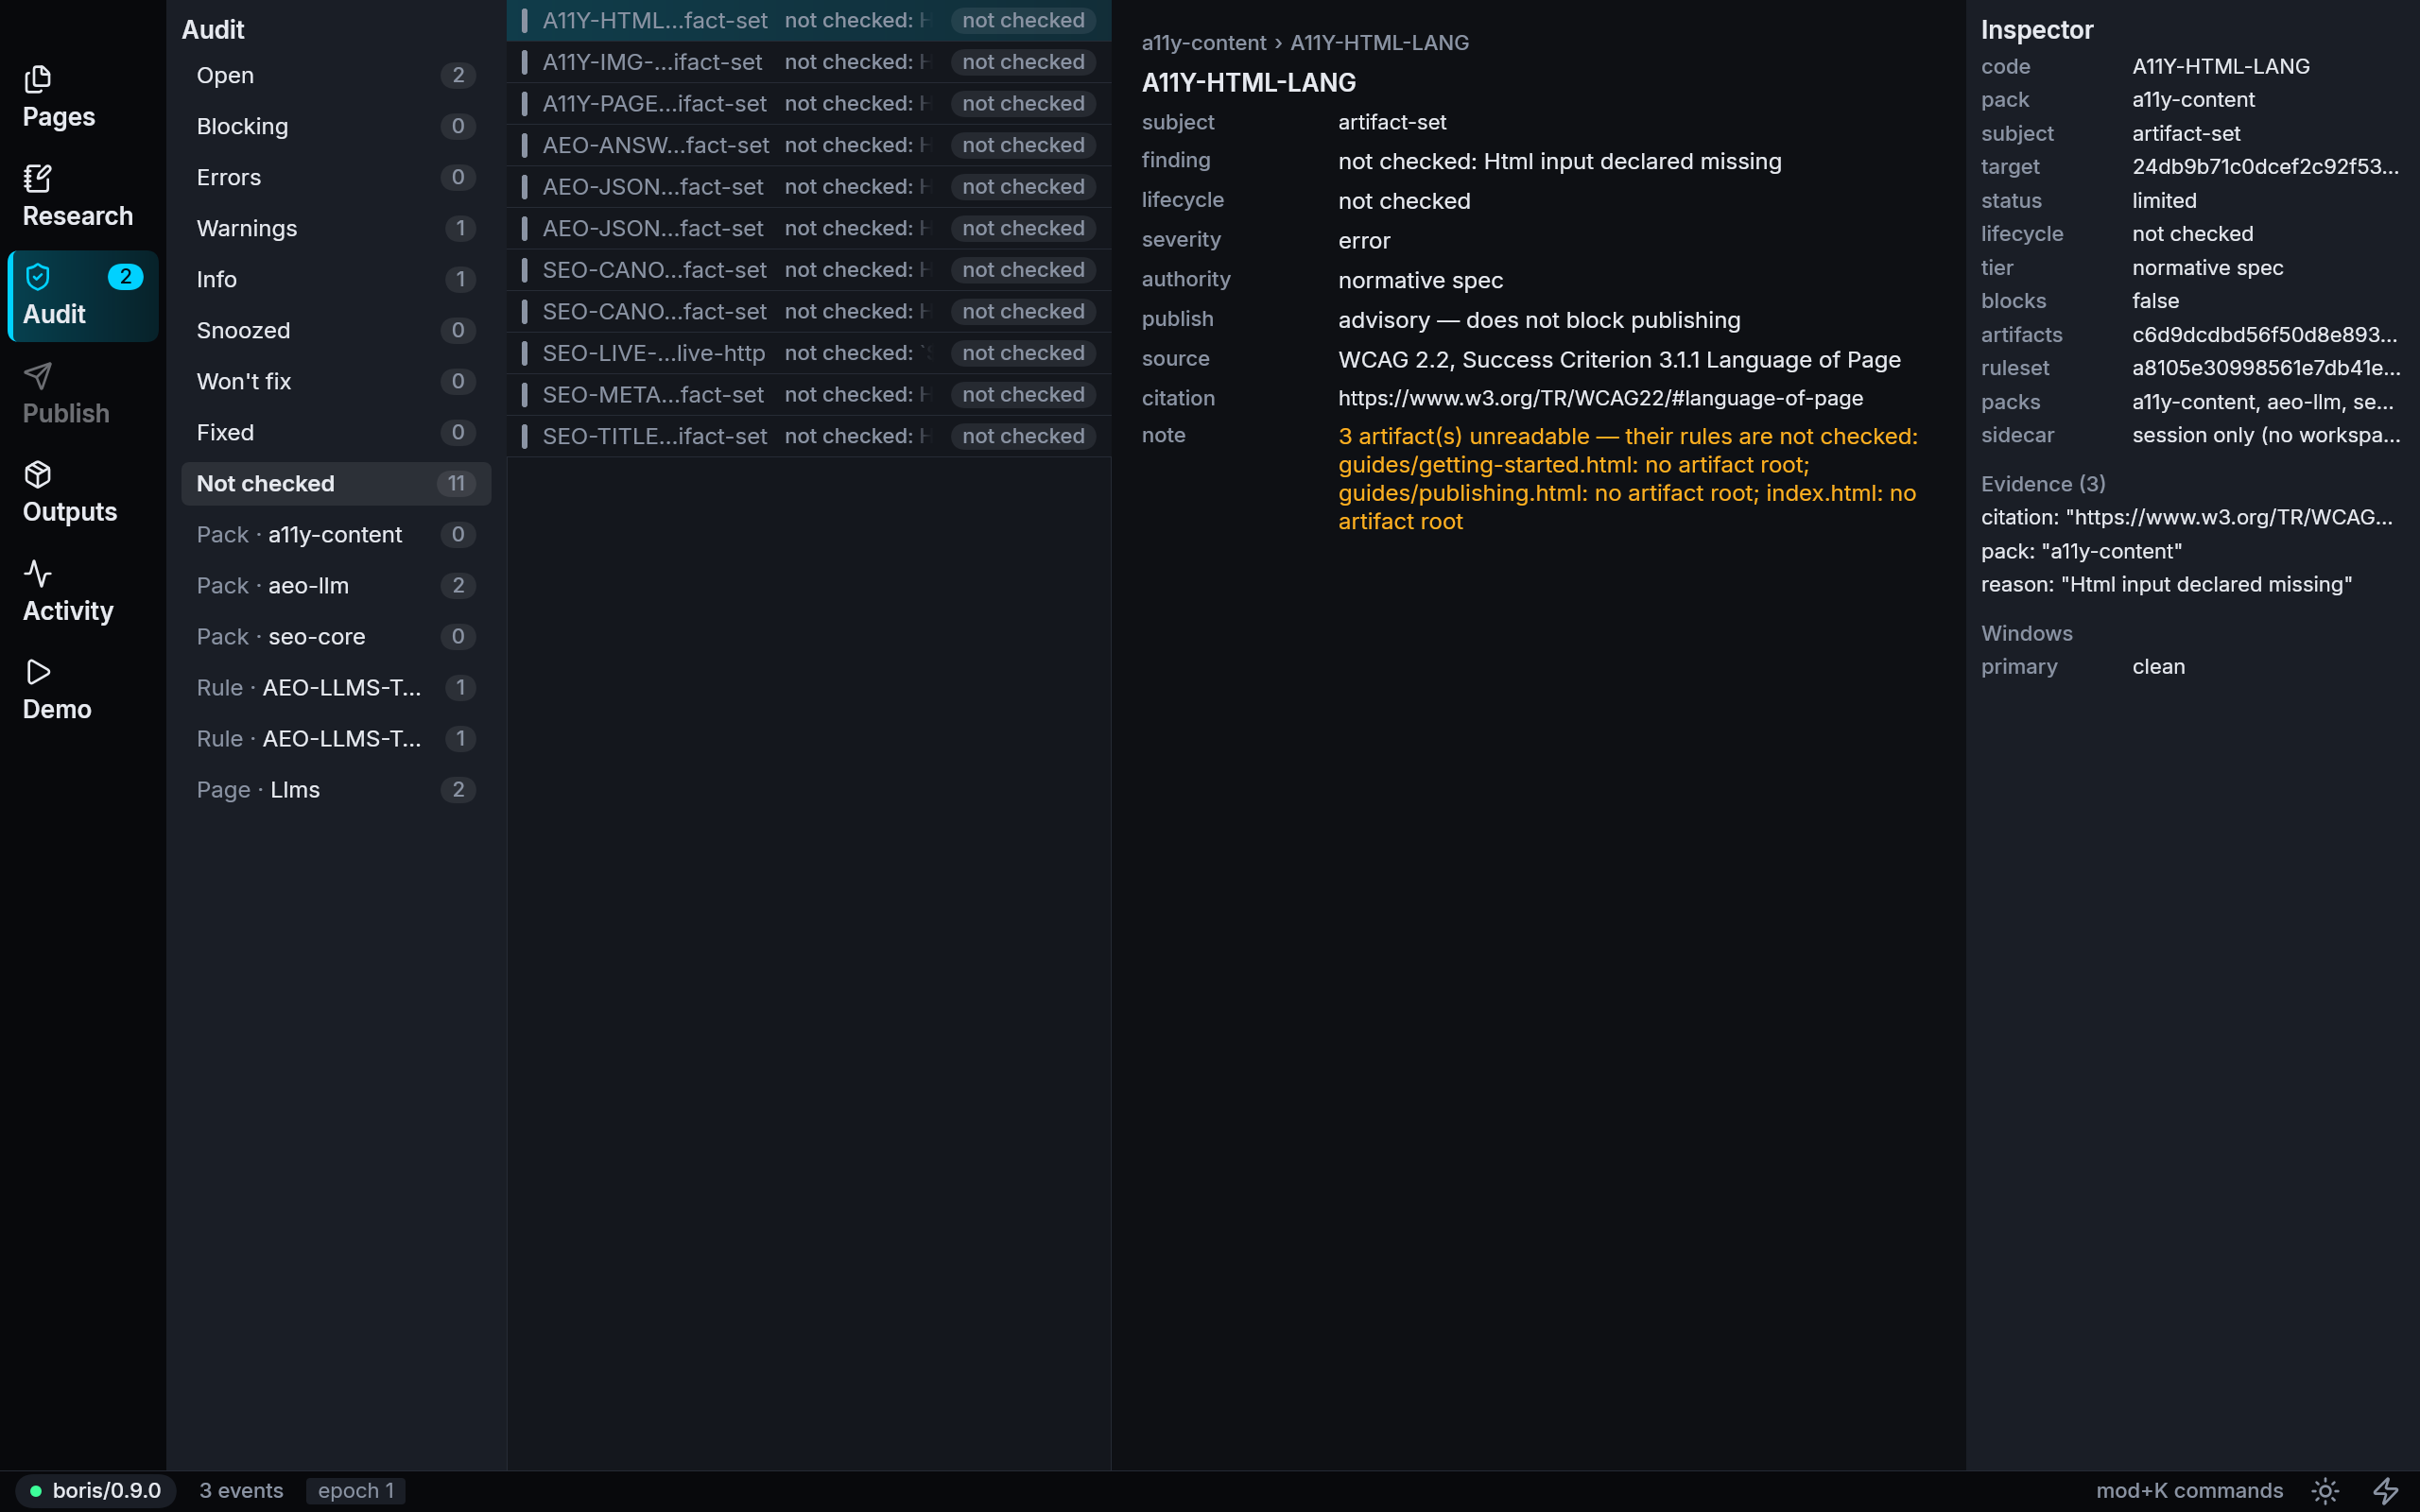 Pages
Research
2
Audit
Publish
Outputs
Activity
Demo
Audit
Open 2
Blocking 0
Errors 0
Warnings 1
Info 1
Snoozed 0
Won't fix 0
Fixed 0
Not checked 11
Pack · a11y-content 0
Pack · aeo-llm 2
Pack · seo-core 0
Rule · AEO-LLMS-T... 1
Rule · AEO-LLMS-T... 1
Page · Llms 2
A11Y-HTML...fact-set not checked: H not checked
A11Y-IMG-...ifact-set not checked: H not checked
A11Y-PAGE...ifact-set not checked: H not checked
AEO-ANSW...fact-set not checked: H not checked
AEO-JSON...fact-set not checked: H not checked
AEO-JSON...fact-set not checked: H not checked
SEO-CANO...fact-set not checked: H not checked
SEO-CANO...fact-set not checked: H not checked
SEO-LIVE-...live-http not checked: ` not checked
SEO-META...fact-set not checked: H not checked
SEO-TITLE...ifact-set not checked: H not checked
a11y-content › A11Y-HTML-LANG
A11Y-HTML-LANG
subject artifact-set
finding not checked: Html input declared missing
lifecycle not checked
severity error
authority normative spec
publish advisory — does not block publishing
source WCAG 2.2, Success Criterion 3.1.1 Language of Page
citation https://www.w3.org/TR/WCAG22/#language-of-page
note 3 artifact(s) unreadable — their rules are not checked:
guides/getting-started.html: no artifact root;
guides/publishing.html: no artifact root; index.html: no
artifact root
Inspector
code A11Y-HTML-LANG
pack a11y-content
subject artifact-set
target 24db9b71c0dcef2c92f53...
status limited
lifecycle not checked
tier normative spec
blocks false
artifacts c6d9dcdbd56f50d8e893...
ruleset a8105e30998561e7db41e...
packs a11y-content, aeo-llm, se...
sidecar session only (no workspa...
Evidence (3)
citation: "https://www.w3.org/TR/WCAG...
pack: "a11y-content"
reason: "Html input declared missing"
Windows
primary clean
boris/0.9.0 3 events epoch 1
mod+K commands